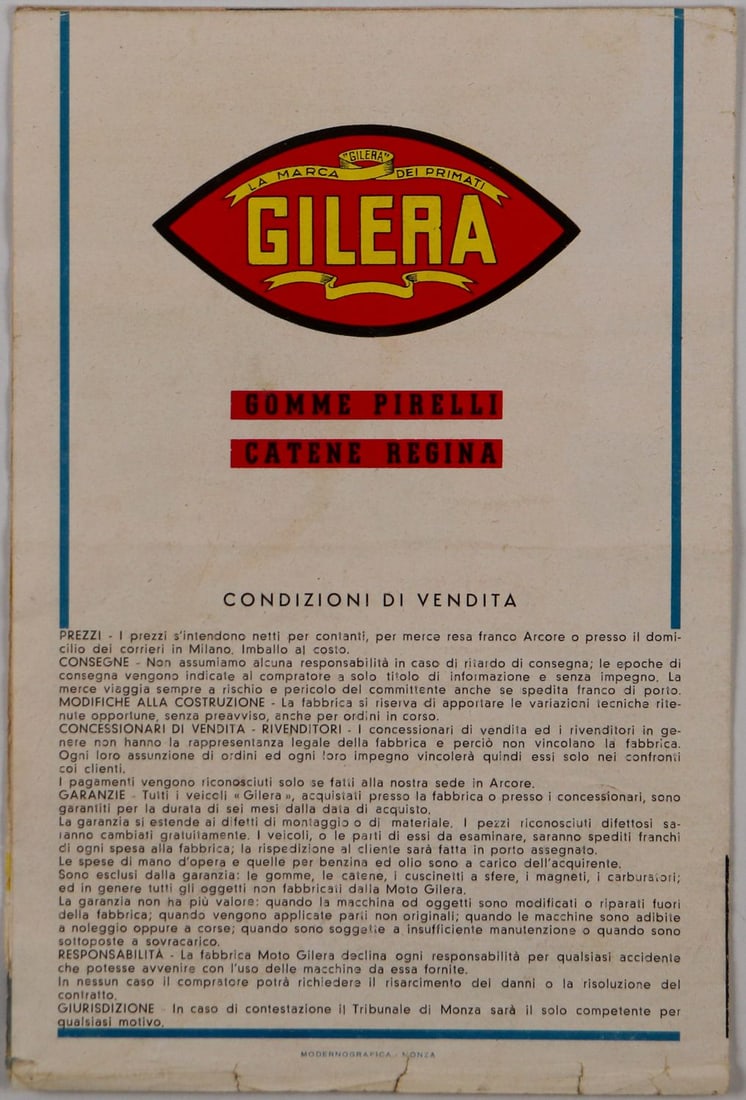 "GILERA"
LA MARCA DEI PRIMATI
GILERA
GOMME PIRELLI
CATENE REGINA
CONDIZIONI DI VENDITA
PREZZI - I prezzi s'intendono netti per contanti, per merce resa franco Arcore o presso il domi-
cilio dei corrieri in Milano. Imballo al costo.
CONSEGNE - Non assumiamo alcuna responsabilità in caso di ritardo di consegna; le epoche di
consegna vengono indicate al compratore a solo titolo di informazione e senza impegno. La
merce viaggia sempre a rischio e pericolo del committente anche se spedita franco di porto.
MODIFICHE ALLA COSTRUZIONE - La fabbrica si riserva di apportare le variazioni tecniche rite-
nute opportune, senza preavviso, anche per ordini in corso.
CONCESSIONARI DI VENDITA - RIVENDITORI - I concessionari di vendita ed i rivenditori in ge-
nere non hanno la rappresentanza legale della fabbrica e perciò non vincolano la fabbrica.
Ogni loro assunzione di ordini ed ogni loro impegno vincolerà quindi essi solo nei confronti
coi clienti.
I pagamenti vengono riconosciuti solo se fatti alla nostra sede in Arcore.
GARANZIE - Tutti i veicoli « Gilera », acquistati presso la fabbrica o presso i concessionari, sono
garantiti per la durata di sei mesi dalla data di acquisto.
La garanzia si estende ai difetti di montaggio o di materiale. I pezzi riconosciuti difettosi sa-
ranno cambiati gratuitamente. I veicoli, o le parti di essi da esaminare, saranno spediti franchi
di ogni spesa alla fabbrica; la rispedizione al cliente sarà fatta in porto assegnato.
Le spese di mano d'opera e quelle per benzina ed olio sono a carico dell'acquirente.
Sono esclusi dalla garanzia: le gomme, le catene, i cuscinetti a sfere, i magneti, i carburatori;
ed in genere tutti gli oggetti non fabbricati dalla Moto Gilera.
La garanzia non ha più valore: quando la macchina od oggetti sono modificati o riparati fuori
della fabbrica; quando vengono applicate parti non originali; quando le macchine sono adibite
a noleggio oppure a corse; quando sono soggette a insufficiente manutenzione o quando sono
sottoposte a sovracarico.
RESPONSABILITÀ - La fabbrica Moto Gilera declina ogni responsabilità per qualsiasi accidente
che potesse avvenire con l'uso delle macchine da essa fornite.
In nessun caso il compratore potrà richiedere il risarcimento dei danni o la risoluzione del
contratto.
GIURISDIZIONE - In caso di contestazione il Tribunale di Monza sarà il solo competente per
qualsiasi motivo.
MODERNOGRAFICA - MONZA